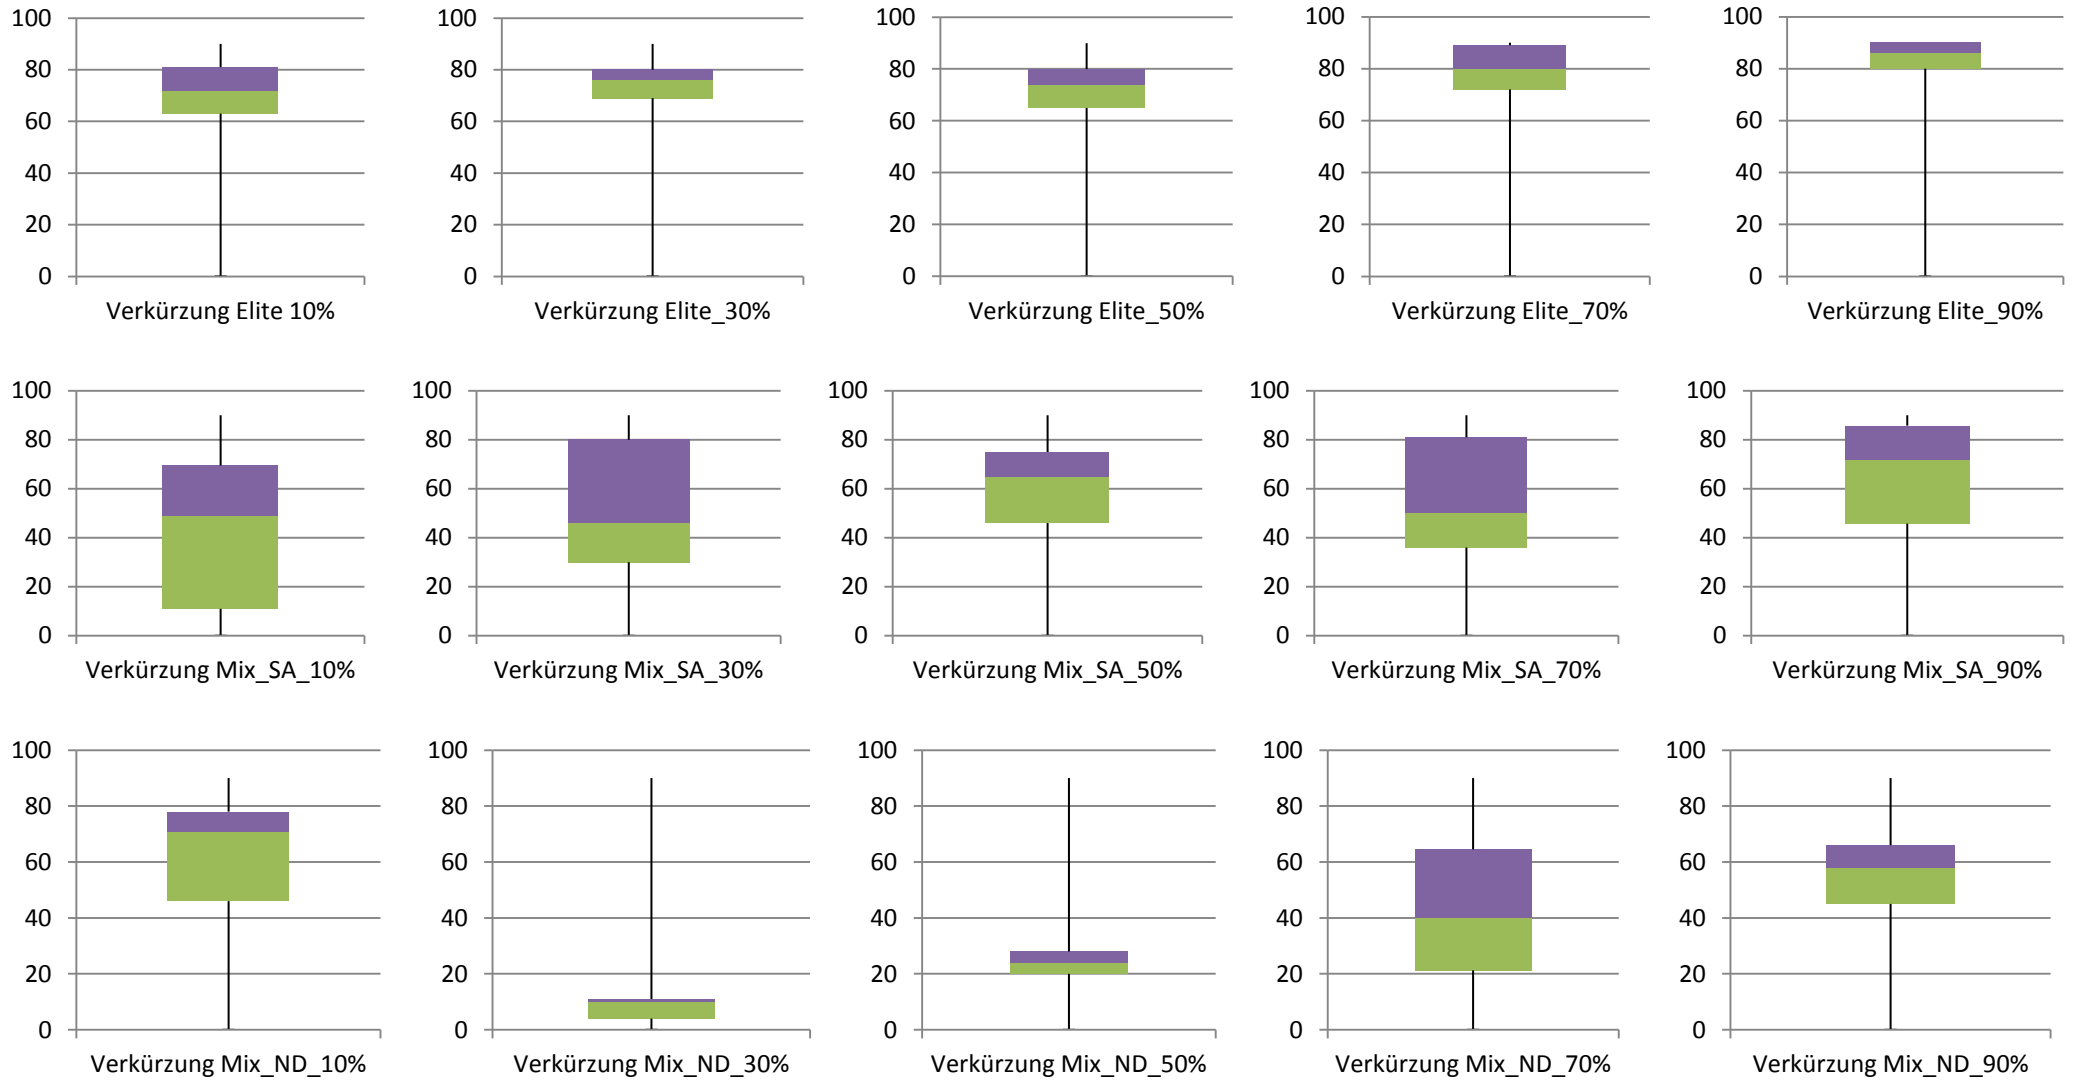 100 100 100 100 100
80 80 80 80 80
60 60 60 60 60
40 40 40 40 40
20 20 20 20 20
0 0 0 0 0
Verkürzung Elite 10% Verkürzung Elite_30% Verkürzung Elite_50% Verkürzung Elite_70% Verkürzung Elite_90%
100 100 100 100 100
80 80 80 80 80
60 60 60 60 60
40 40 40 40 40
20 20 20 20 20
0 0 0 0 0
Verkürzung Mix_SA_10% Verkürzung Mix_SA_30% Verkürzung Mix_SA_50% Verkürzung Mix_SA_70% Verkürzung Mix_SA_90%
100 100 100 100 100
80 80 80 80 80
60 60 60 60 60
40 40 40 40 40
20 20 20 20 20
0 0 0 0 0
Verkürzung Mix_ND_10% Verkürzung Mix_ND_30% Verkürzung Mix_ND_50% Verkürzung Mix_ND_70% Verkürzung Mix_ND_90%